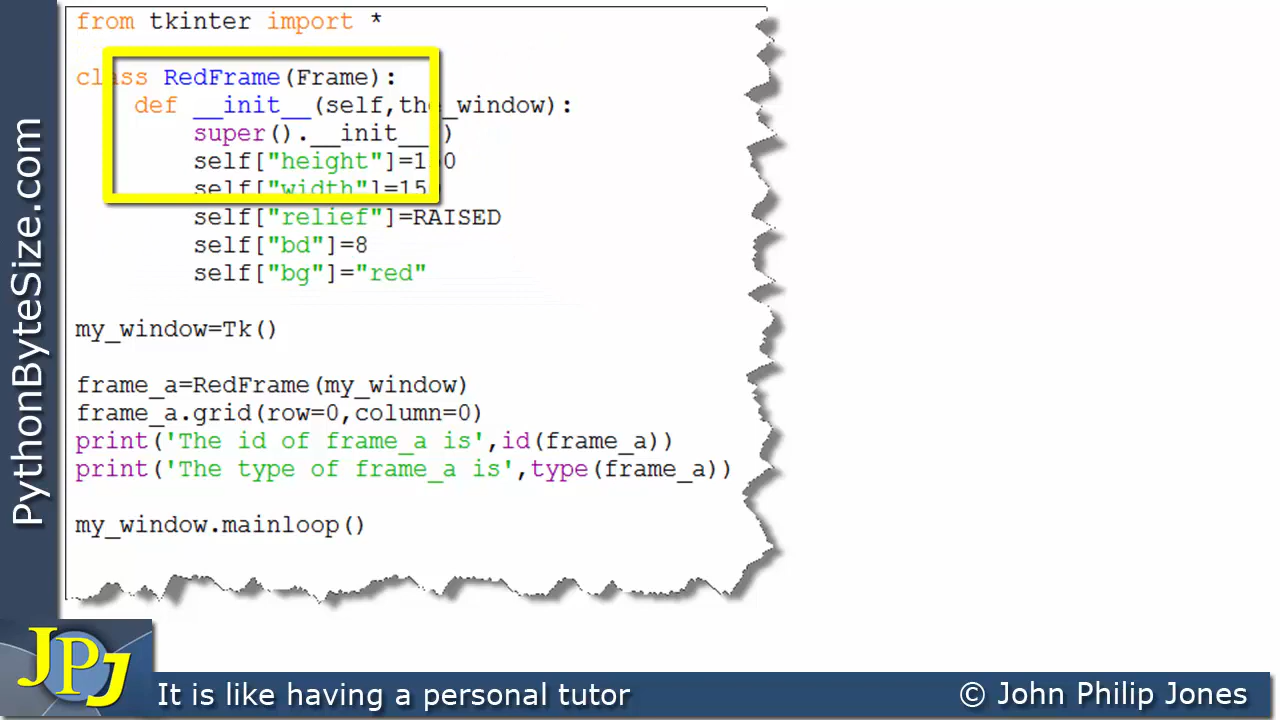 from tkinter import *
class RedFrame(Frame):
def __init__(self,the_window):
super().__init__()
self["height"]=150
self["width"]=150
self["relief"]=RAISED
self["bd"]=8
self["bg"]="red"
my_window=Tk()
frame_a=RedFrame(my_window)
frame_a.grid(row=0,column=0)
print('The id of frame_a is',id(frame_a))
print('The type of frame_a is',type(frame_a))
my_window.mainloop()
PythonByteSize.com
JPJ
It is like having a personal tutor
© John Philip Jones